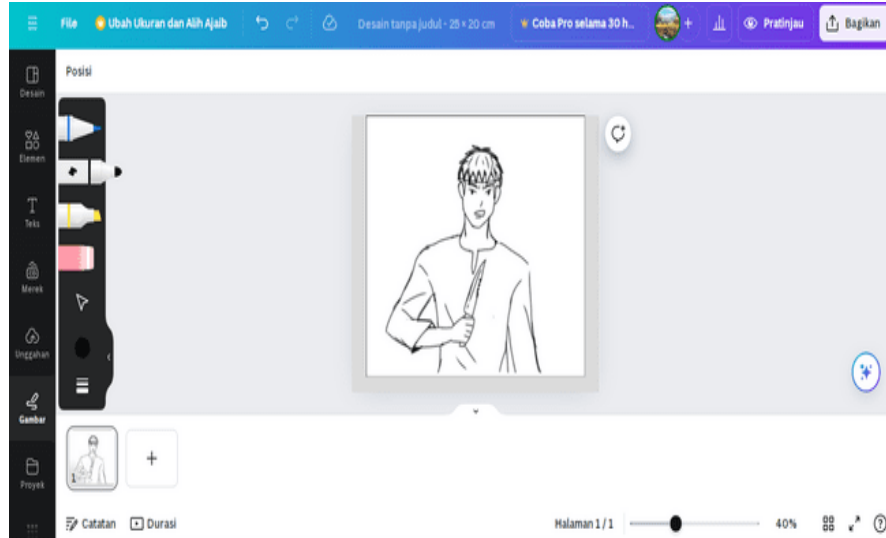 File Ubah Ukuran dan Alih Ajaib Desain tanpa judul - 25 × 20 cm Coba Pro selama 30 h... + Pratinjau Bagikan
Posisi
Desain
Elemen
Teks
Merek
Unggahan
Gambar
Proyek
1
+
Catatan Durasi Halaman 1 / 1 40%